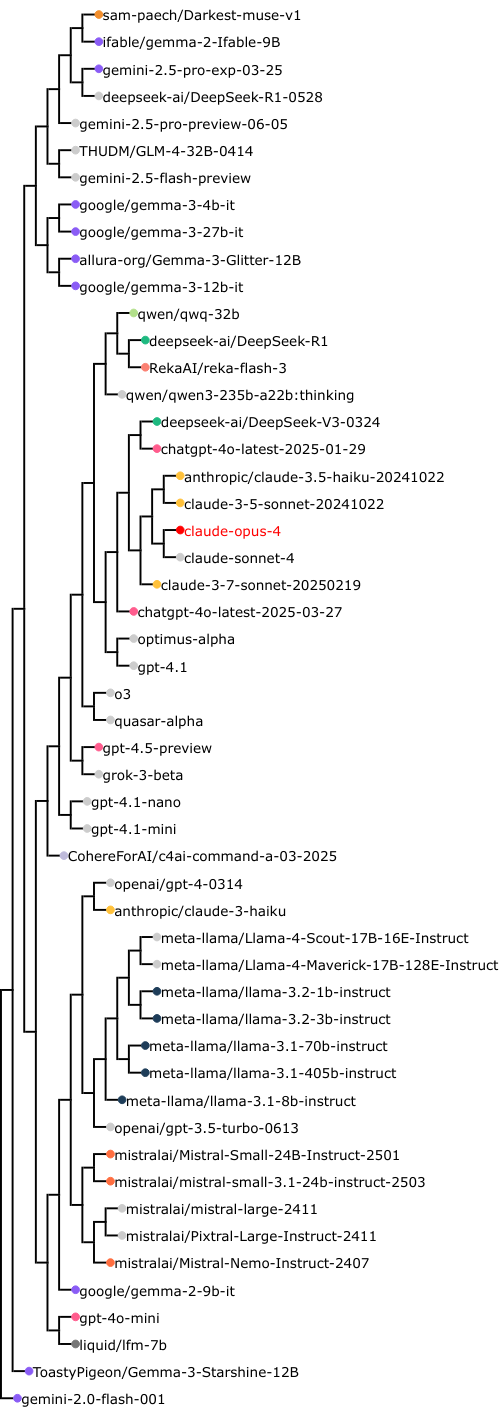 sam-paech/Darkest-muse-v1
ifable/gemma-2-Ifable-9B
gemini-2.5-pro-exp-03-25
deepseek-ai/DeepSeek-R1-0528
gemini-2.5-pro-preview-06-05
THUDM/GLM-4-32B-0414
gemini-2.5-flash-preview
google/gemma-3-4b-it
google/gemma-3-27b-it
allura-org/Gemma-3-Glitter-12B
google/gemma-3-12b-it
qwen/qwq-32b
deepseek-ai/DeepSeek-R1
RekaAI/reka-flash-3
qwen/qwen3-235b-a22b:thinking
deepseek-ai/DeepSeek-V3-0324
chatgpt-4o-latest-2025-01-29
anthropic/claude-3.5-haiku-20241022
claude-3-5-sonnet-20241022
claude-opus-4
claude-sonnet-4
claude-3-7-sonnet-20250219
chatgpt-4o-latest-2025-03-27
optimus-alpha
gpt-4.1
o3
quasar-alpha
gpt-4.5-preview
grok-3-beta
gpt-4.1-nano
gpt-4.1-mini
CohereForAI/c4ai-command-a-03-2025
openai/gpt-4-0314
anthropic/claude-3-haiku
meta-llama/Llama-4-Scout-17B-16E-Instruct
meta-llama/Llama-4-Maverick-17B-128E-Instruct
meta-llama/llama-3.2-1b-instruct
meta-llama/llama-3.2-3b-instruct
meta-llama/llama-3.1-70b-instruct
meta-llama/llama-3.1-405b-instruct
meta-llama/llama-3.1-8b-instruct
openai/gpt-3.5-turbo-0613
mistralai/Mistral-Small-24B-Instruct-2501
mistralai/mistral-small-3.1-24b-instruct-2503
mistralai/mistral-large-2411
mistralai/Pixtral-Large-Instruct-2411
mistralai/Mistral-Nemo-Instruct-2407
google/gemma-2-9b-it
gpt-4o-mini
liquid/lfm-7b
ToastyPigeon/Gemma-3-Starshine-12B
gemini-2.0-flash-001